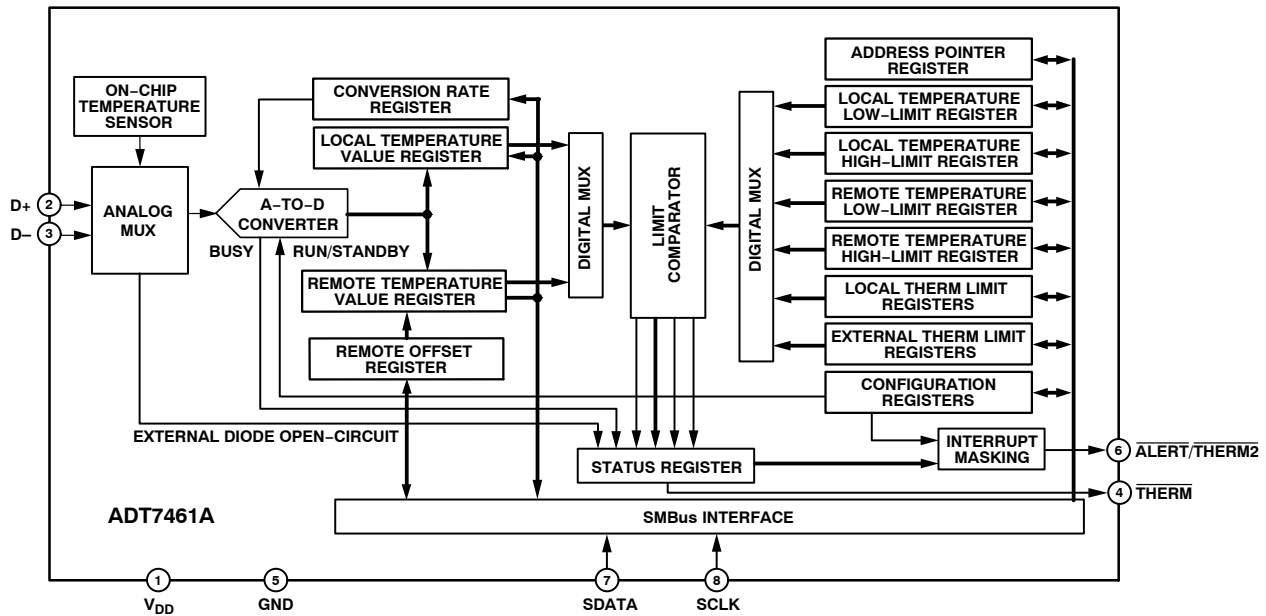 ADDRESS POINTER
REGISTER
ON–CHIP
TEMPERATURE
SENSOR
CONVERSION RATE
REGISTER
LOCAL TEMPERATURE
LOW–LIMIT REGISTER
LOCAL TEMPERATURE
VALUE REGISTER
LOCAL TEMPERATURE
HIGH–LIMIT REGISTER
D+
2
D–
3
ANALOG
MUX
A–TO–D
CONVERTER
BUSY
RUN/STANDBY
DIGITAL MUX
LIMIT
COMPARATOR
DIGITAL MUX
REMOTE TEMPERATURE
LOW–LIMIT REGISTER
REMOTE TEMPERATURE
HIGH–LIMIT REGISTER
REMOTE TEMPERATURE
VALUE REGISTER
LOCAL THERM LIMIT
REGISTERS
REMOTE OFFSET
REGISTER
EXTERNAL THERM LIMIT
REGISTERS
CONFIGURATION
REGISTERS
EXTERNAL DIODE OPEN–CIRCUIT
INTERRUPT
MASKING
6
ALERT/THERM2
STATUS REGISTER
4
THERM
ADT7461A
SMBus INTERFACE
1
5
7
8
VDD
GND
SDATA
SCLK